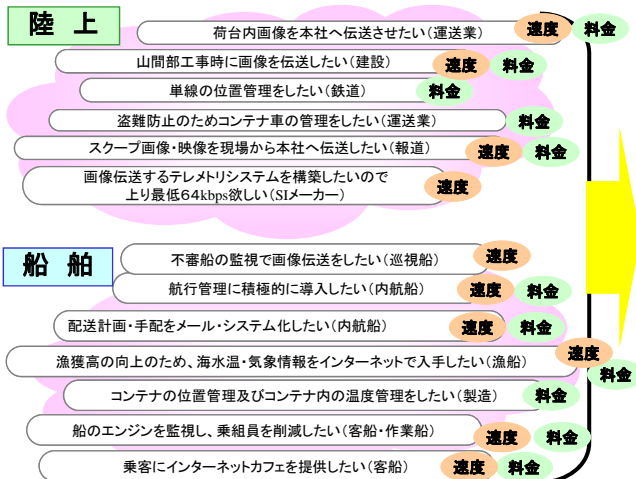 陸 上
荷台内画像を本社へ伝送させたい(運送業) 速度 料金
山間部工事時に画像を伝送したい(建設) 速度 料金
単線の位置管理をしたい(鉄道) 料金
盗難防止のためコンテナ車の管理をしたい(運送業) 料金
スクープ画像・映像を現場から本社へ伝送したい(報道) 速度 料金
画像伝送するテレメトリシステムを構築したいので
上り最低64kbps欲しい(SIメーカー) 速度
船 舶
不審船の監視で画像伝送をしたい(巡視船) 速度
航行管理に積極的に導入したい(内航船) 速度 料金
配送計画・手配をメール・システム化したい(内航船) 速度 料金
漁獲高の向上のため、海水温・気象情報をインターネットで入手したい(漁船) 速度 料金
コンテナの位置管理及びコンテナ内の温度管理をしたい(製造) 料金
船のエンジンを監視し、乗組員を削減したい(客船・作業船) 速度 料金
乗客にインターネットカフェを提供したい(客船) 速度 料金